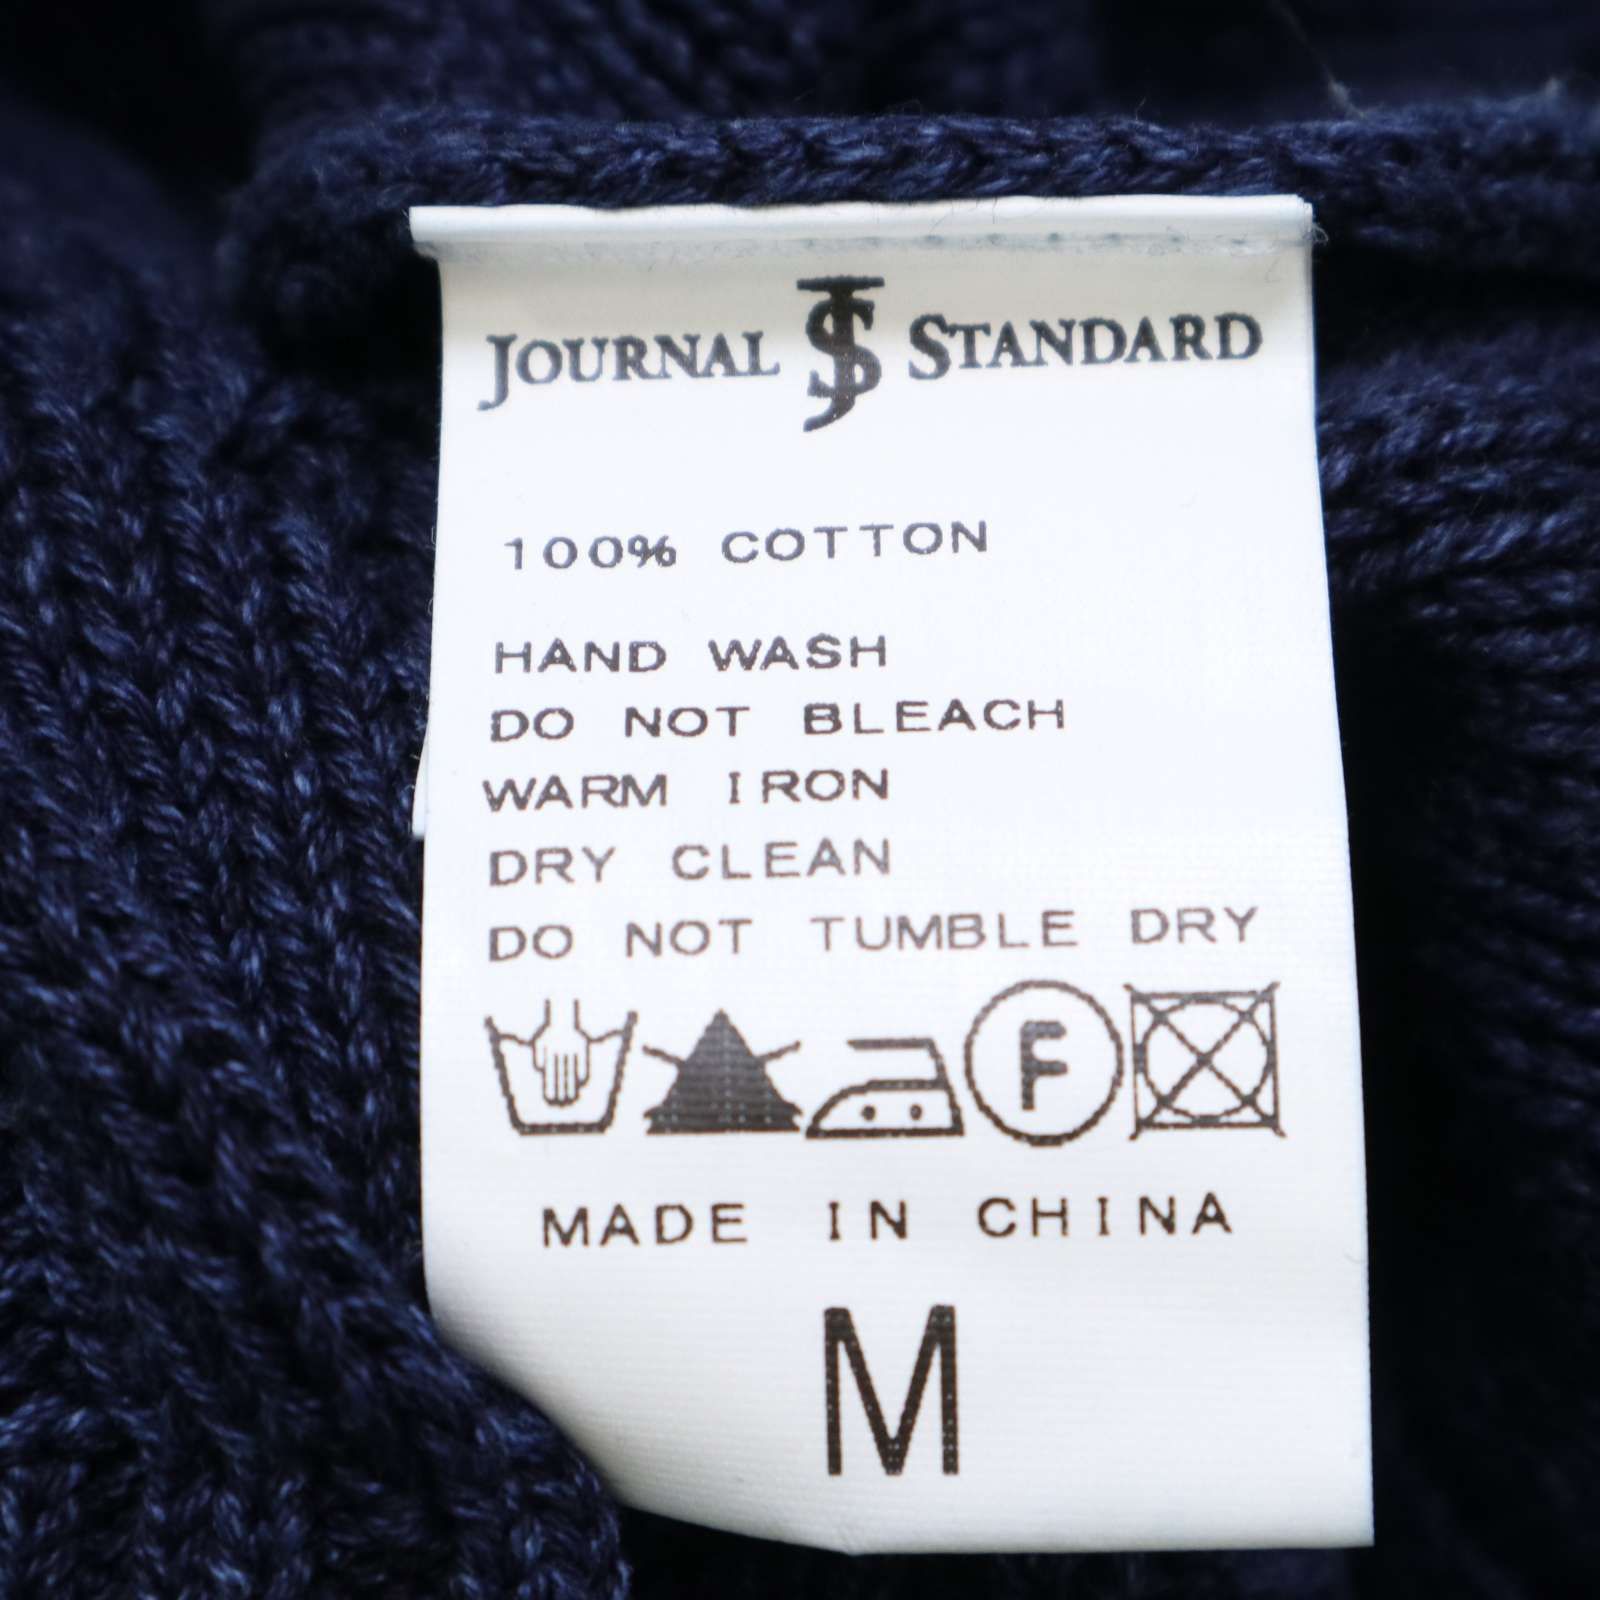 JOURNAL JS STANDARD
100% COTTON
HAND WASH
DO NOT BLEACH
WARM IRON
DRY CLEAN
DO NOT TUMBLE DRY
F
MADE IN CHINA
M